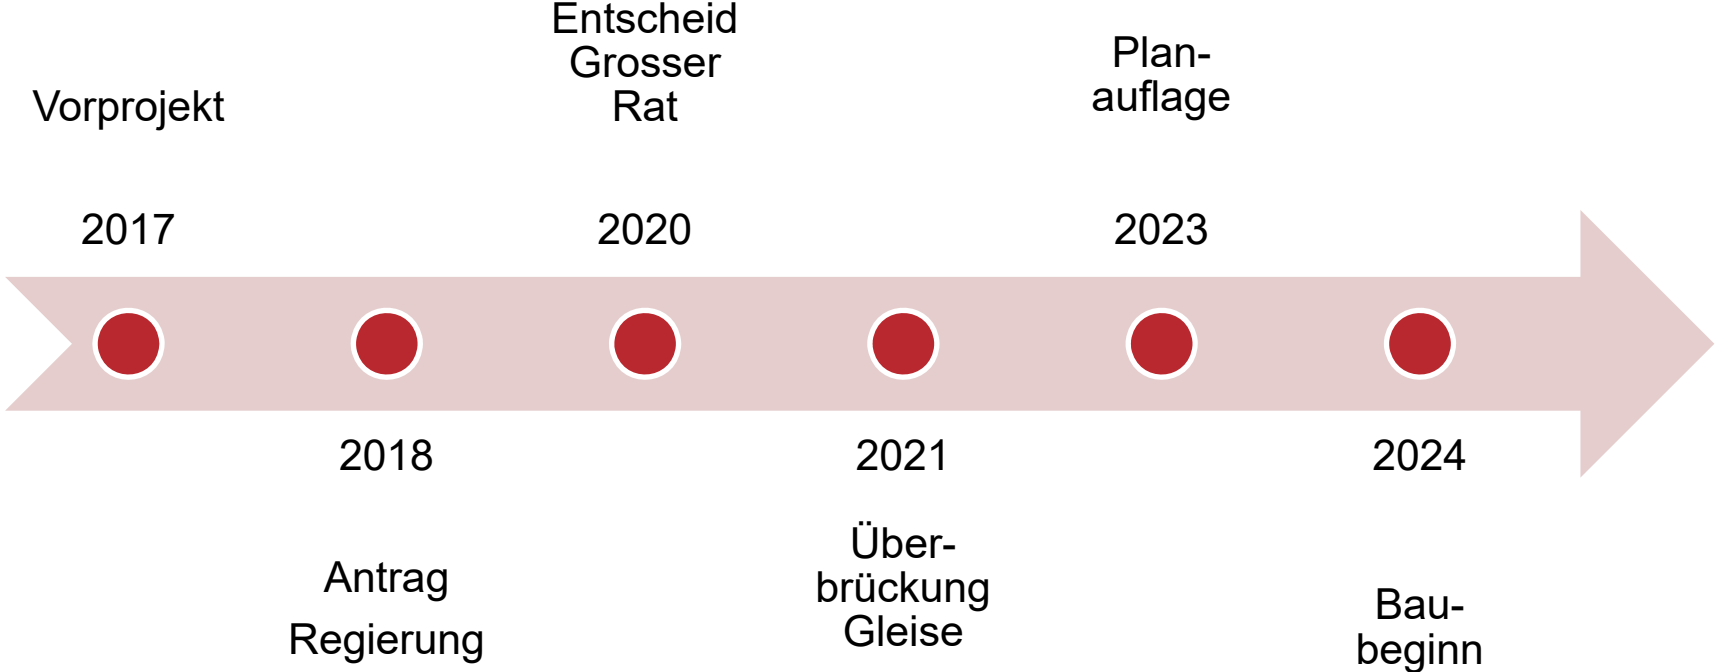 Vorprojekt
2017
2018
Antrag
Regierung
Entscheid
Grosser
Rat
2020
2021
Über-
brückung
Gleise
Plan-
auflage
2023
2024
Bau-
beginn